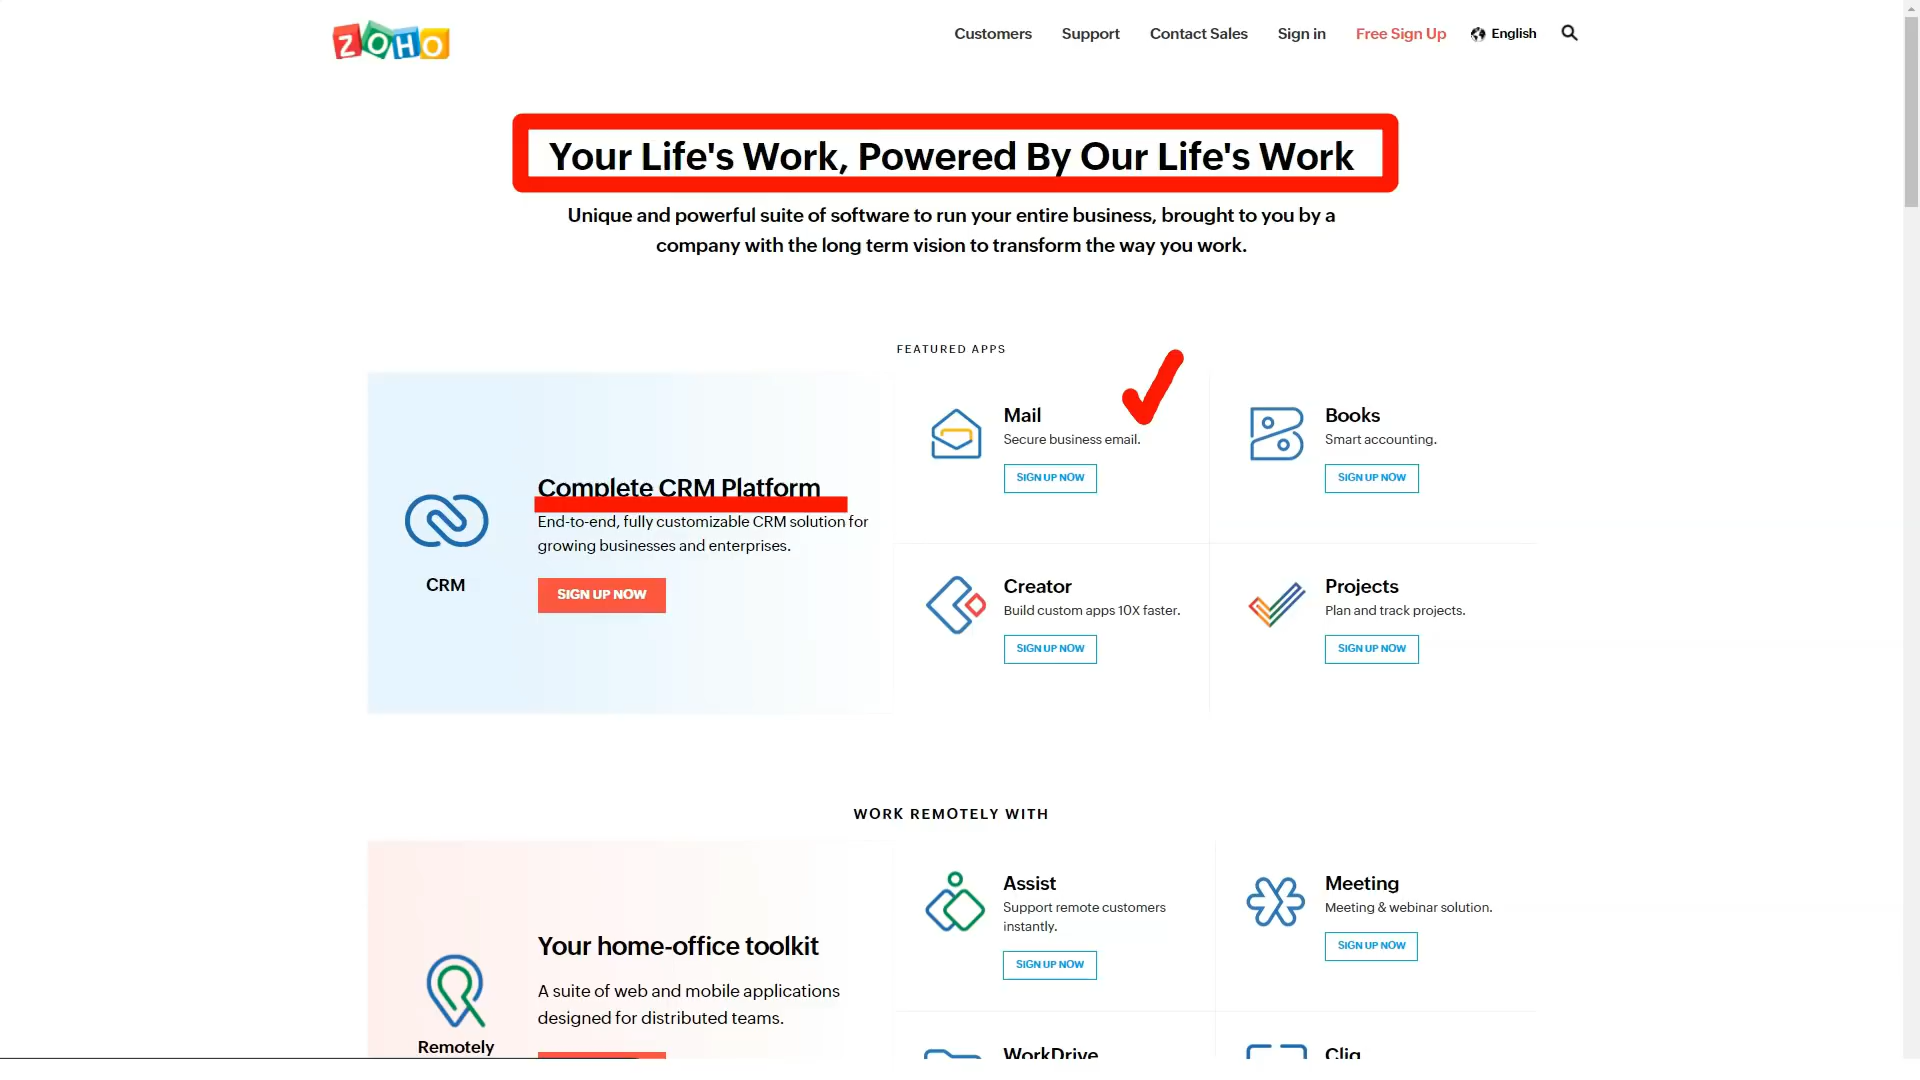 ZOHO
Customers Support Contact Sales Sign in Free Sign Up English
Your Life's Work, Powered By Our Life's Work
Unique and powerful suite of software to run your entire business, brought to you by a
company with the long term vision to transform the way you work.
FEATURED APPS
CRM
Complete CRM Platform
End-to-end, fully customizable CRM solution for
growing businesses and enterprises.
SIGN UP NOW
Mail
Secure business email.
SIGN UP NOW
Books
Smart accounting.
SIGN UP NOW
Creator
Build custom apps 10X faster.
SIGN UP NOW
Projects
Plan and track projects.
SIGN UP NOW
WORK REMOTELY WITH
Remotely
Your home-office toolkit
A suite of web and mobile applications
designed for distributed teams.
Assist
Support remote customers
instantly.
SIGN UP NOW
Meeting
Meeting & webinar solution.
SIGN UP NOW
WorkDrive
Cliq